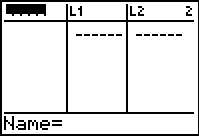 L1 L2 2
------ ------
Name=